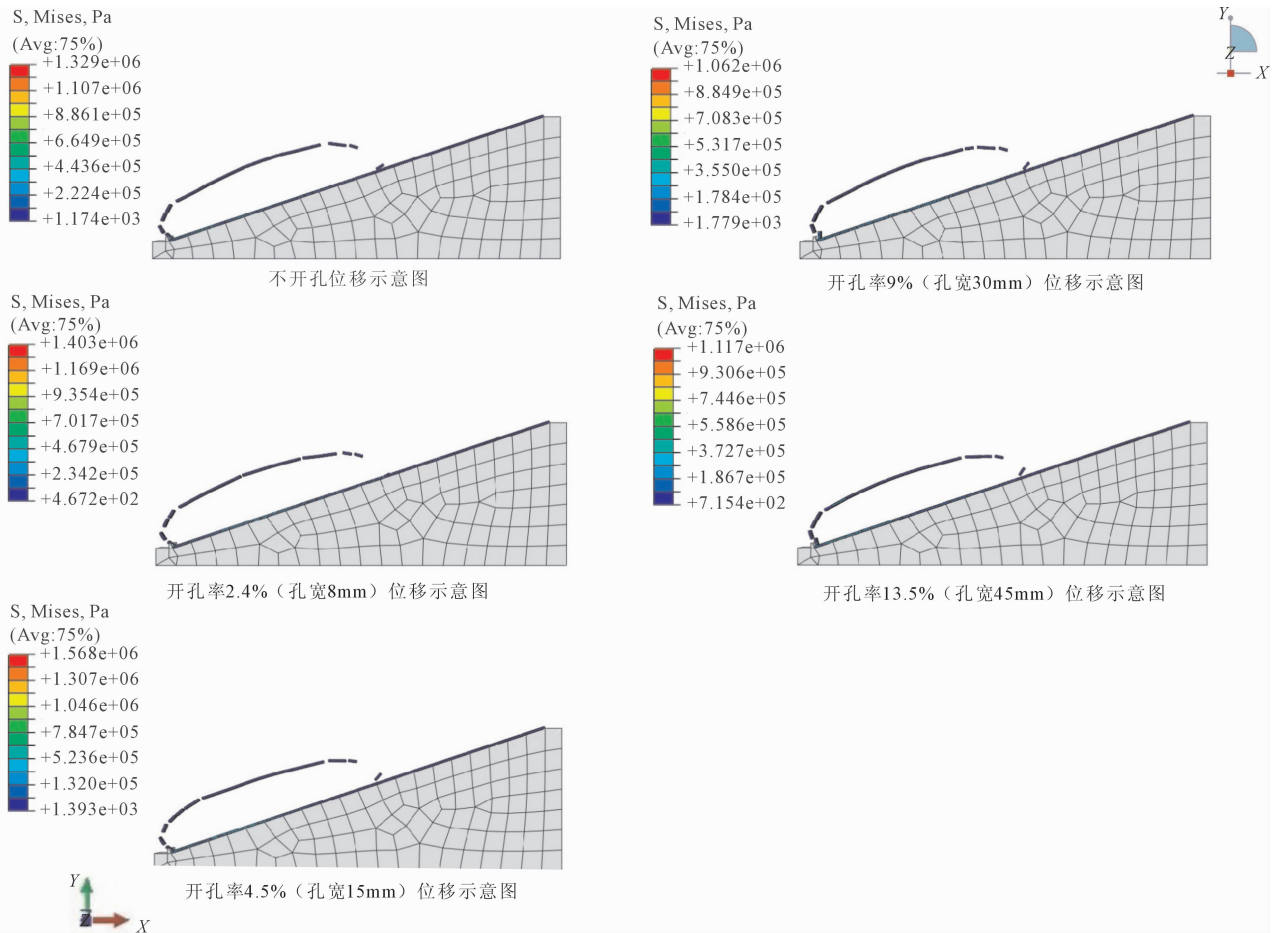 S, Mises, Pa
(Avg:75%)
+1.329e+06
+1.107e+06
+8.861e+05
+6.649e+05
+4.436e+05
+2.224e+05
+1.174e+03
不开孔位移示意图
S, Mises, Pa
(Avg:75%)
+1.062e+06
+8.849e+05
+7.083e+05
+5.317e+05
+3.550e+05
+1.784e+05
+1.779e+03
Y
Z
X
开孔率9%（孔宽30mm）位移示意图
S, Mises, Pa
(Avg:75%)
+1.403e+06
+1.169e+06
+9.354e+05
+7.017e+05
+4.679e+05
+2.342e+05
+4.672e+02
开孔率2.4%（孔宽8mm）位移示意图
S, Mises, Pa
(Avg:75%)
+1.117e+06
+9.306e+05
+7.446e+05
+5.586e+05
+3.727e+05
+1.867e+05
+7.154e+02
开孔率13.5%（孔宽45mm）位移示意图
S, Mises, Pa
(Avg:75%)
+1.568e+06
+1.307e+06
+1.046e+06
+7.847e+05
+5.236e+05
+1.320e+05
+1.393e+03
开孔率4.5%（孔宽15mm）位移示意图
Y
Z
X